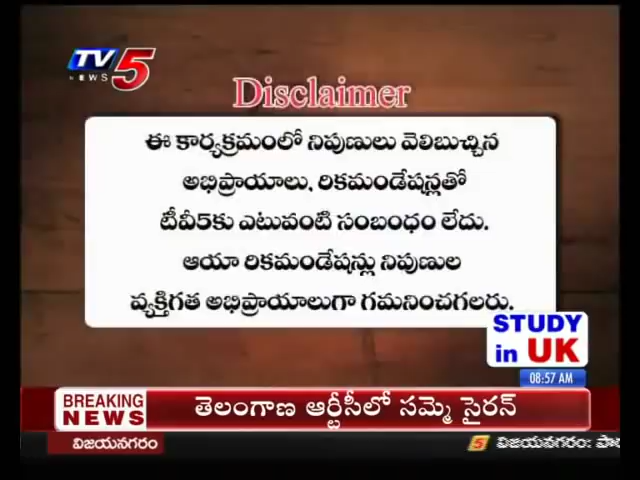 TV5
NEWS
Disclaimer
ఈ కార్యక్రమంలో నిపుణులు వెలిబుచ్చిన
అభిప్రాయాలు, రికమండేషన్లతో
టీవీ5కు ఎటువంటి సంబంధం లేదు.
ఆయా రికమండేషన్లు నిపుణుల
వ్యక్తిగత అభిప్రాయాలుగా గమనించగలరు.
STUDY
in UK
08:57 AM
BREAKING
NEWS
తెలంగాణ ఆర్టీసీలో సమ్మె సైరన్
విజయనగరం
5 విజయనగరం: